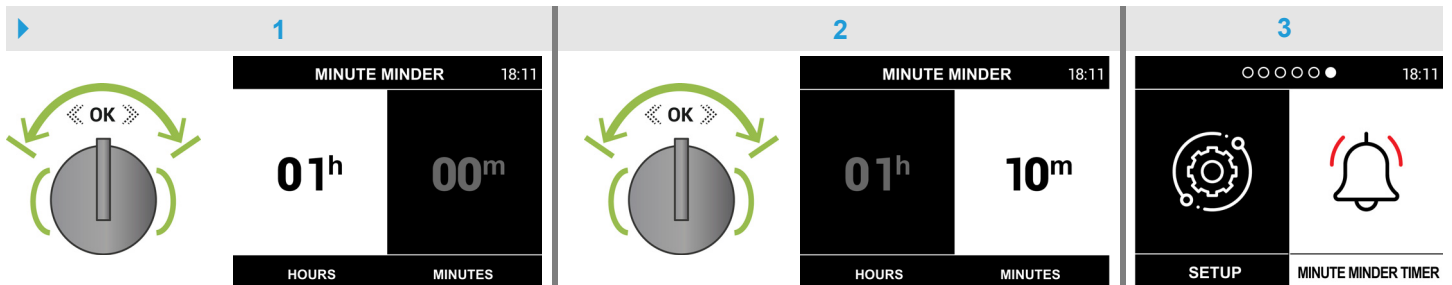 1
2
3
OK
MINUTE MINDER 18:11
01h 00m
HOURS MINUTES
OK
MINUTE MINDER 18:11
01h 10m
HOURS MINUTES
18:11
SETUP MINUTE MINDER TIMER